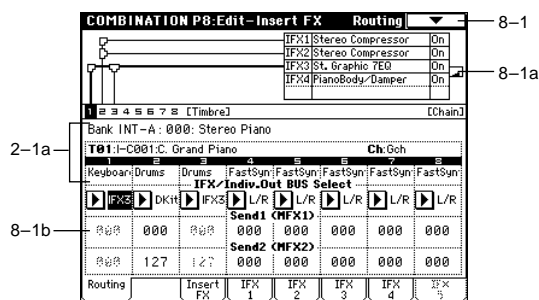 COMBINATION P8:Edit-Insert FX Routing
8–1
IFX1 Stereo Compressor On
IFX2 Stereo Compressor On
IFX3 St. Graphic 7EQ On
IFX4 PianoBody/Damper On
8–1a
1 2 3 4 5 6 7 8 [Timbre] [Chain]
2–1a
Bank INT-A: 000: Stereo Piano
T01:I-C001:C. Grand Piano Ch:Gch
1 2 3 4 5 6 7 8
Keyboar Drums Drums FastSyn FastSyn FastSyn FastSyn FastSyn
IFX/Indiv.Out BUS Select
IFX3 DKit IFX3 L/R L/R L/R L/R L/R
Send1 (MFX1)
8–1b
000 000 000 000 000 000 000 000
Send2 (MFX2)
000 127 127 000 000 000 000 000
Routing Insert FX IFX 1 IFX 2 IFX 3 IFX 4 IFX 5